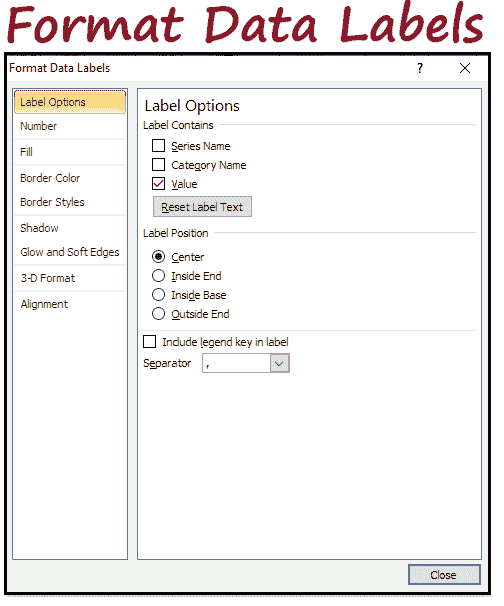 Format Data Labels
Format Data Labels ?
Label Options
Number
Fill
Border Color
Border Styles
Shadow
Glow and Soft Edges
3-D Format
Alignment
Label Options
Label Contains
Series Name
Category Name
Value
Reset Label Text
Label Position
Center
Inside End
Inside Base
Outside End
Include legend key in label
Separator ,
Close